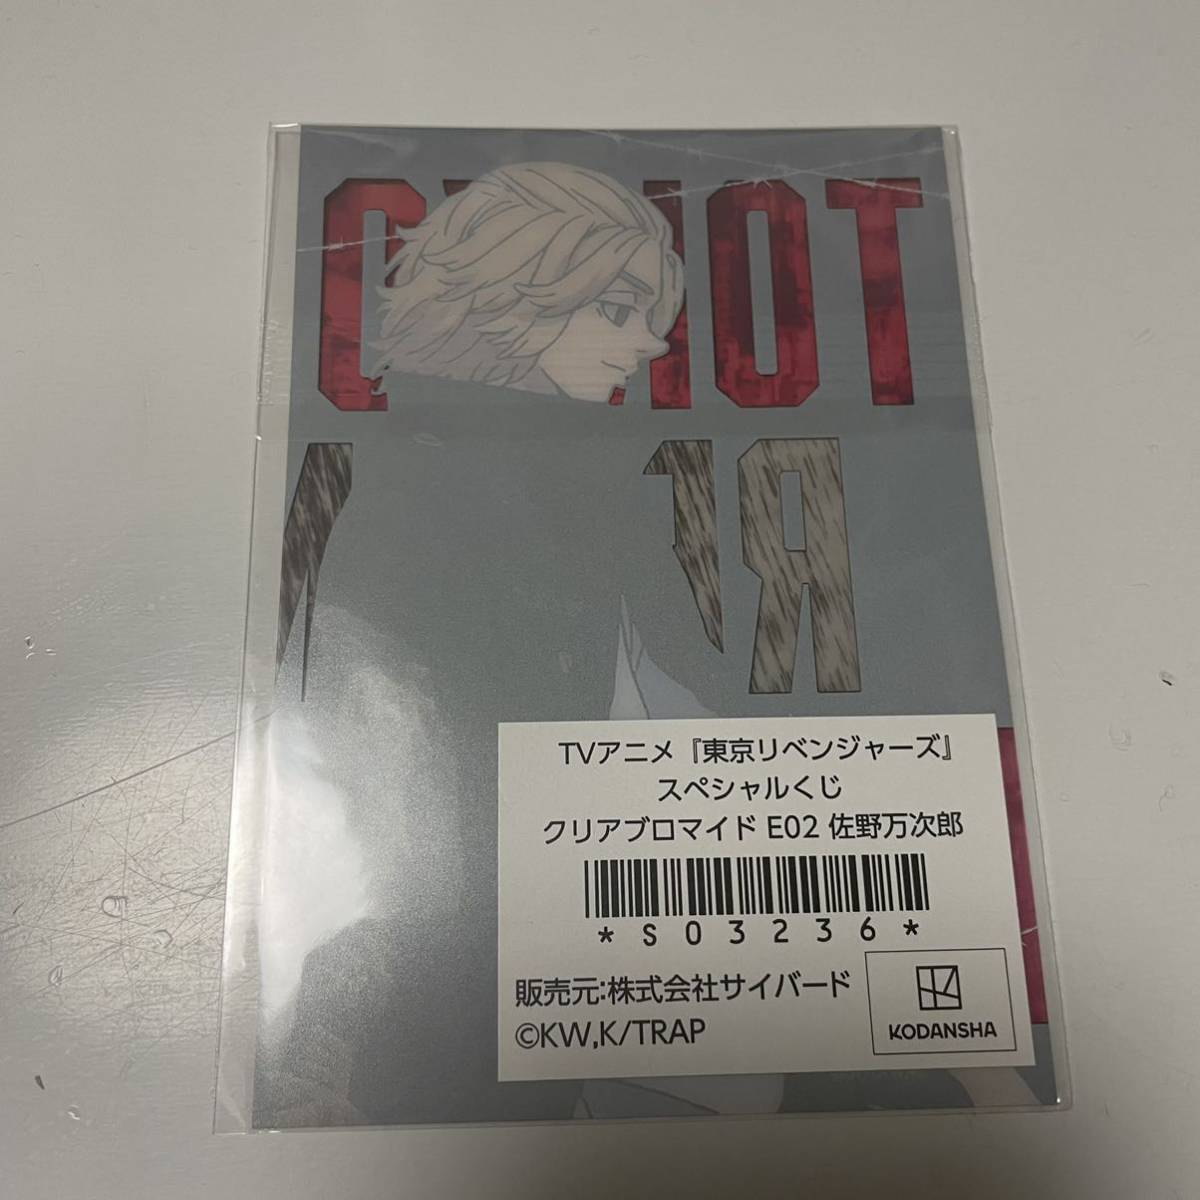 TVアニメ『東京リベンジャーズ』
スペシャルくじ
クリアブロマイド E02 佐野万次郎
*S03236*
販売元:株式会社サイバード
©KW,K/TRAP
KODANSHA